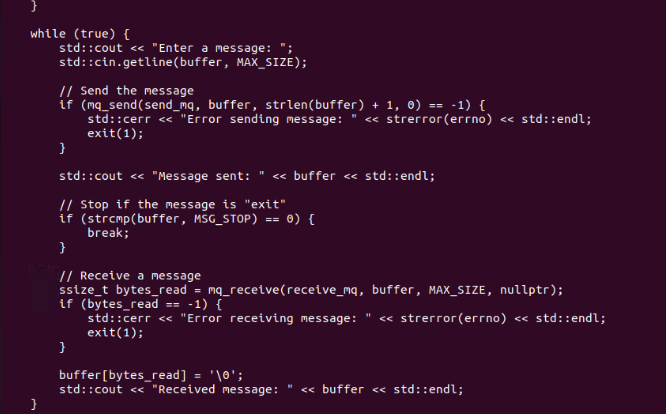 }

    while (true) {
        std::cout << "Enter a message: ";
        std::cin.getline(buffer, MAX_SIZE);

        // Send the message
        if (mq_send(send_mq, buffer, strlen(buffer) + 1, 0) == -1) {
            std::cerr << "Error sending message: " << strerror(errno) << std::endl;
            exit(1);
        }

        std::cout << "Message sent: " << buffer << std::endl;

        // Stop if the message is "exit"
        if (strcmp(buffer, MSG_STOP) == 0) {
            break;
        }

        // Receive a message
        ssize_t bytes_read = mq_receive(receive_mq, buffer, MAX_SIZE, nullptr);
        if (bytes_read == -1) {
            std::cerr << "Error receiving message: " << strerror(errno) << std::endl;
            exit(1);
        }

        buffer[bytes_read] = '\0';
        std::cout << "Received message: " << buffer << std::endl;
    }